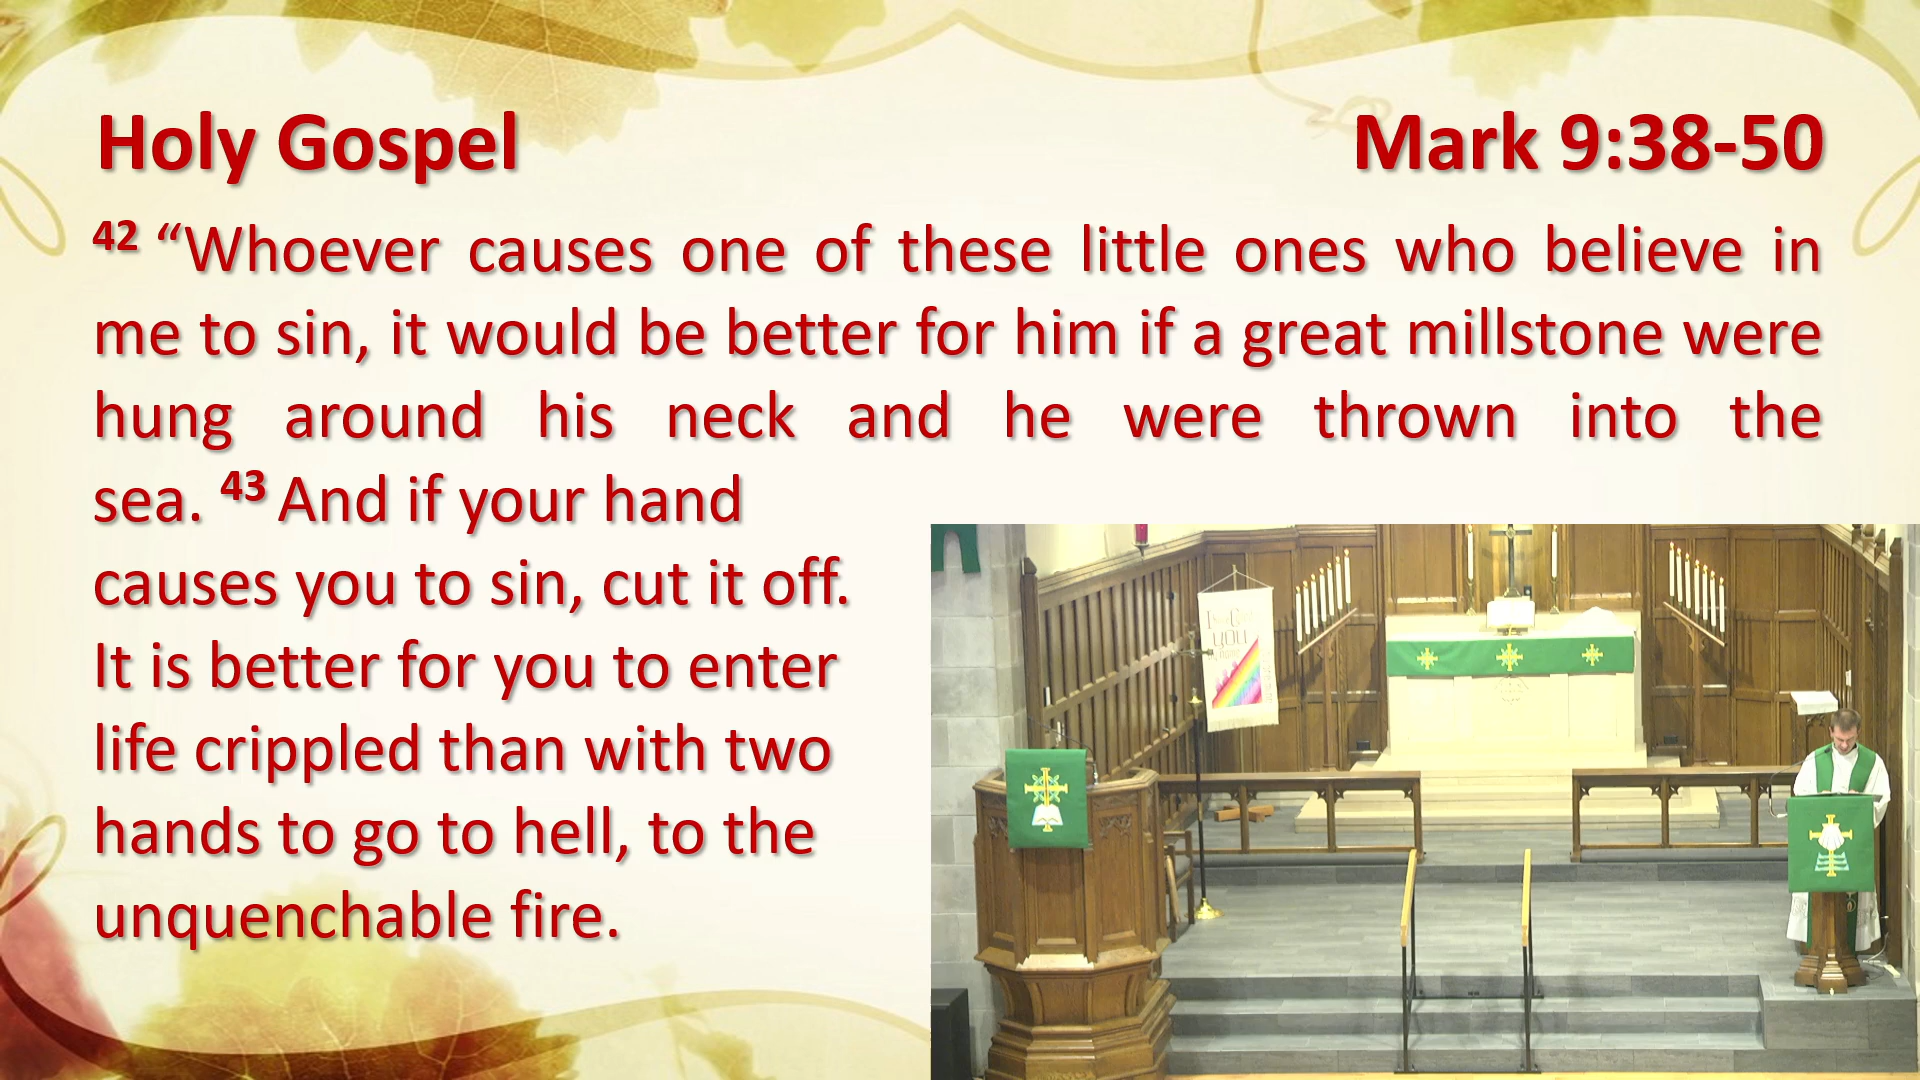 Holy Gospel Mark 9:38-50
42 “Whoever causes one of these little ones who believe in
me to sin, it would be better for him if a great millstone were
hung around his neck and he were thrown into the
sea. 43 And if your hand
causes you to sin, cut it off.
It is better for you to enter
life crippled than with two
hands to go to hell, to the
unquenchable fire.
YOU